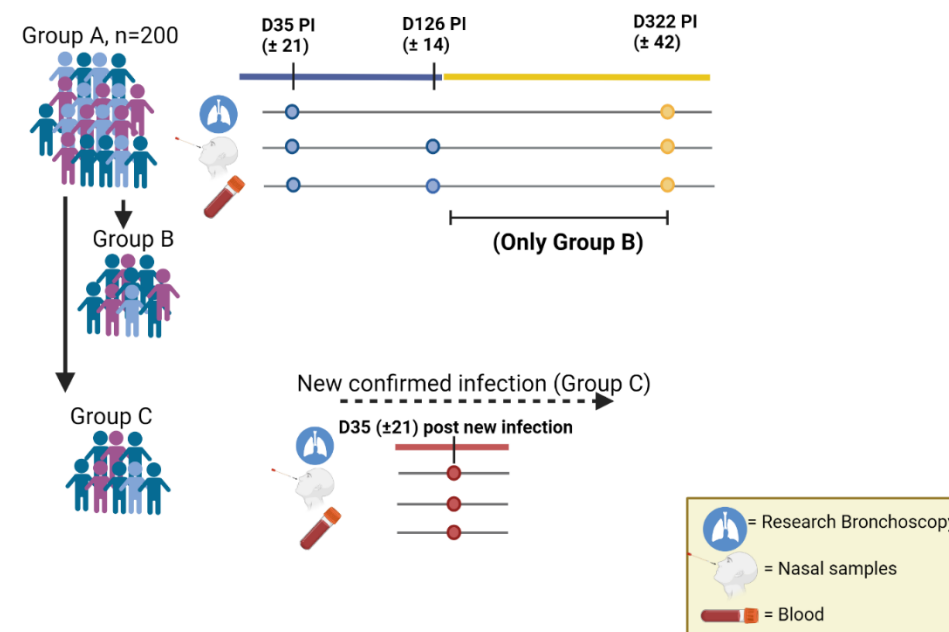 Group A, n=200
D35 PI
(± 21)
D126 PI
(± 14)
D322 PI
(± 42)
Group B
(Only Group B)
New confirmed infection (Group C)
Group C
D35 (±21) post new infection
= Research Bronchoscopy
= Nasal samples
= Blood